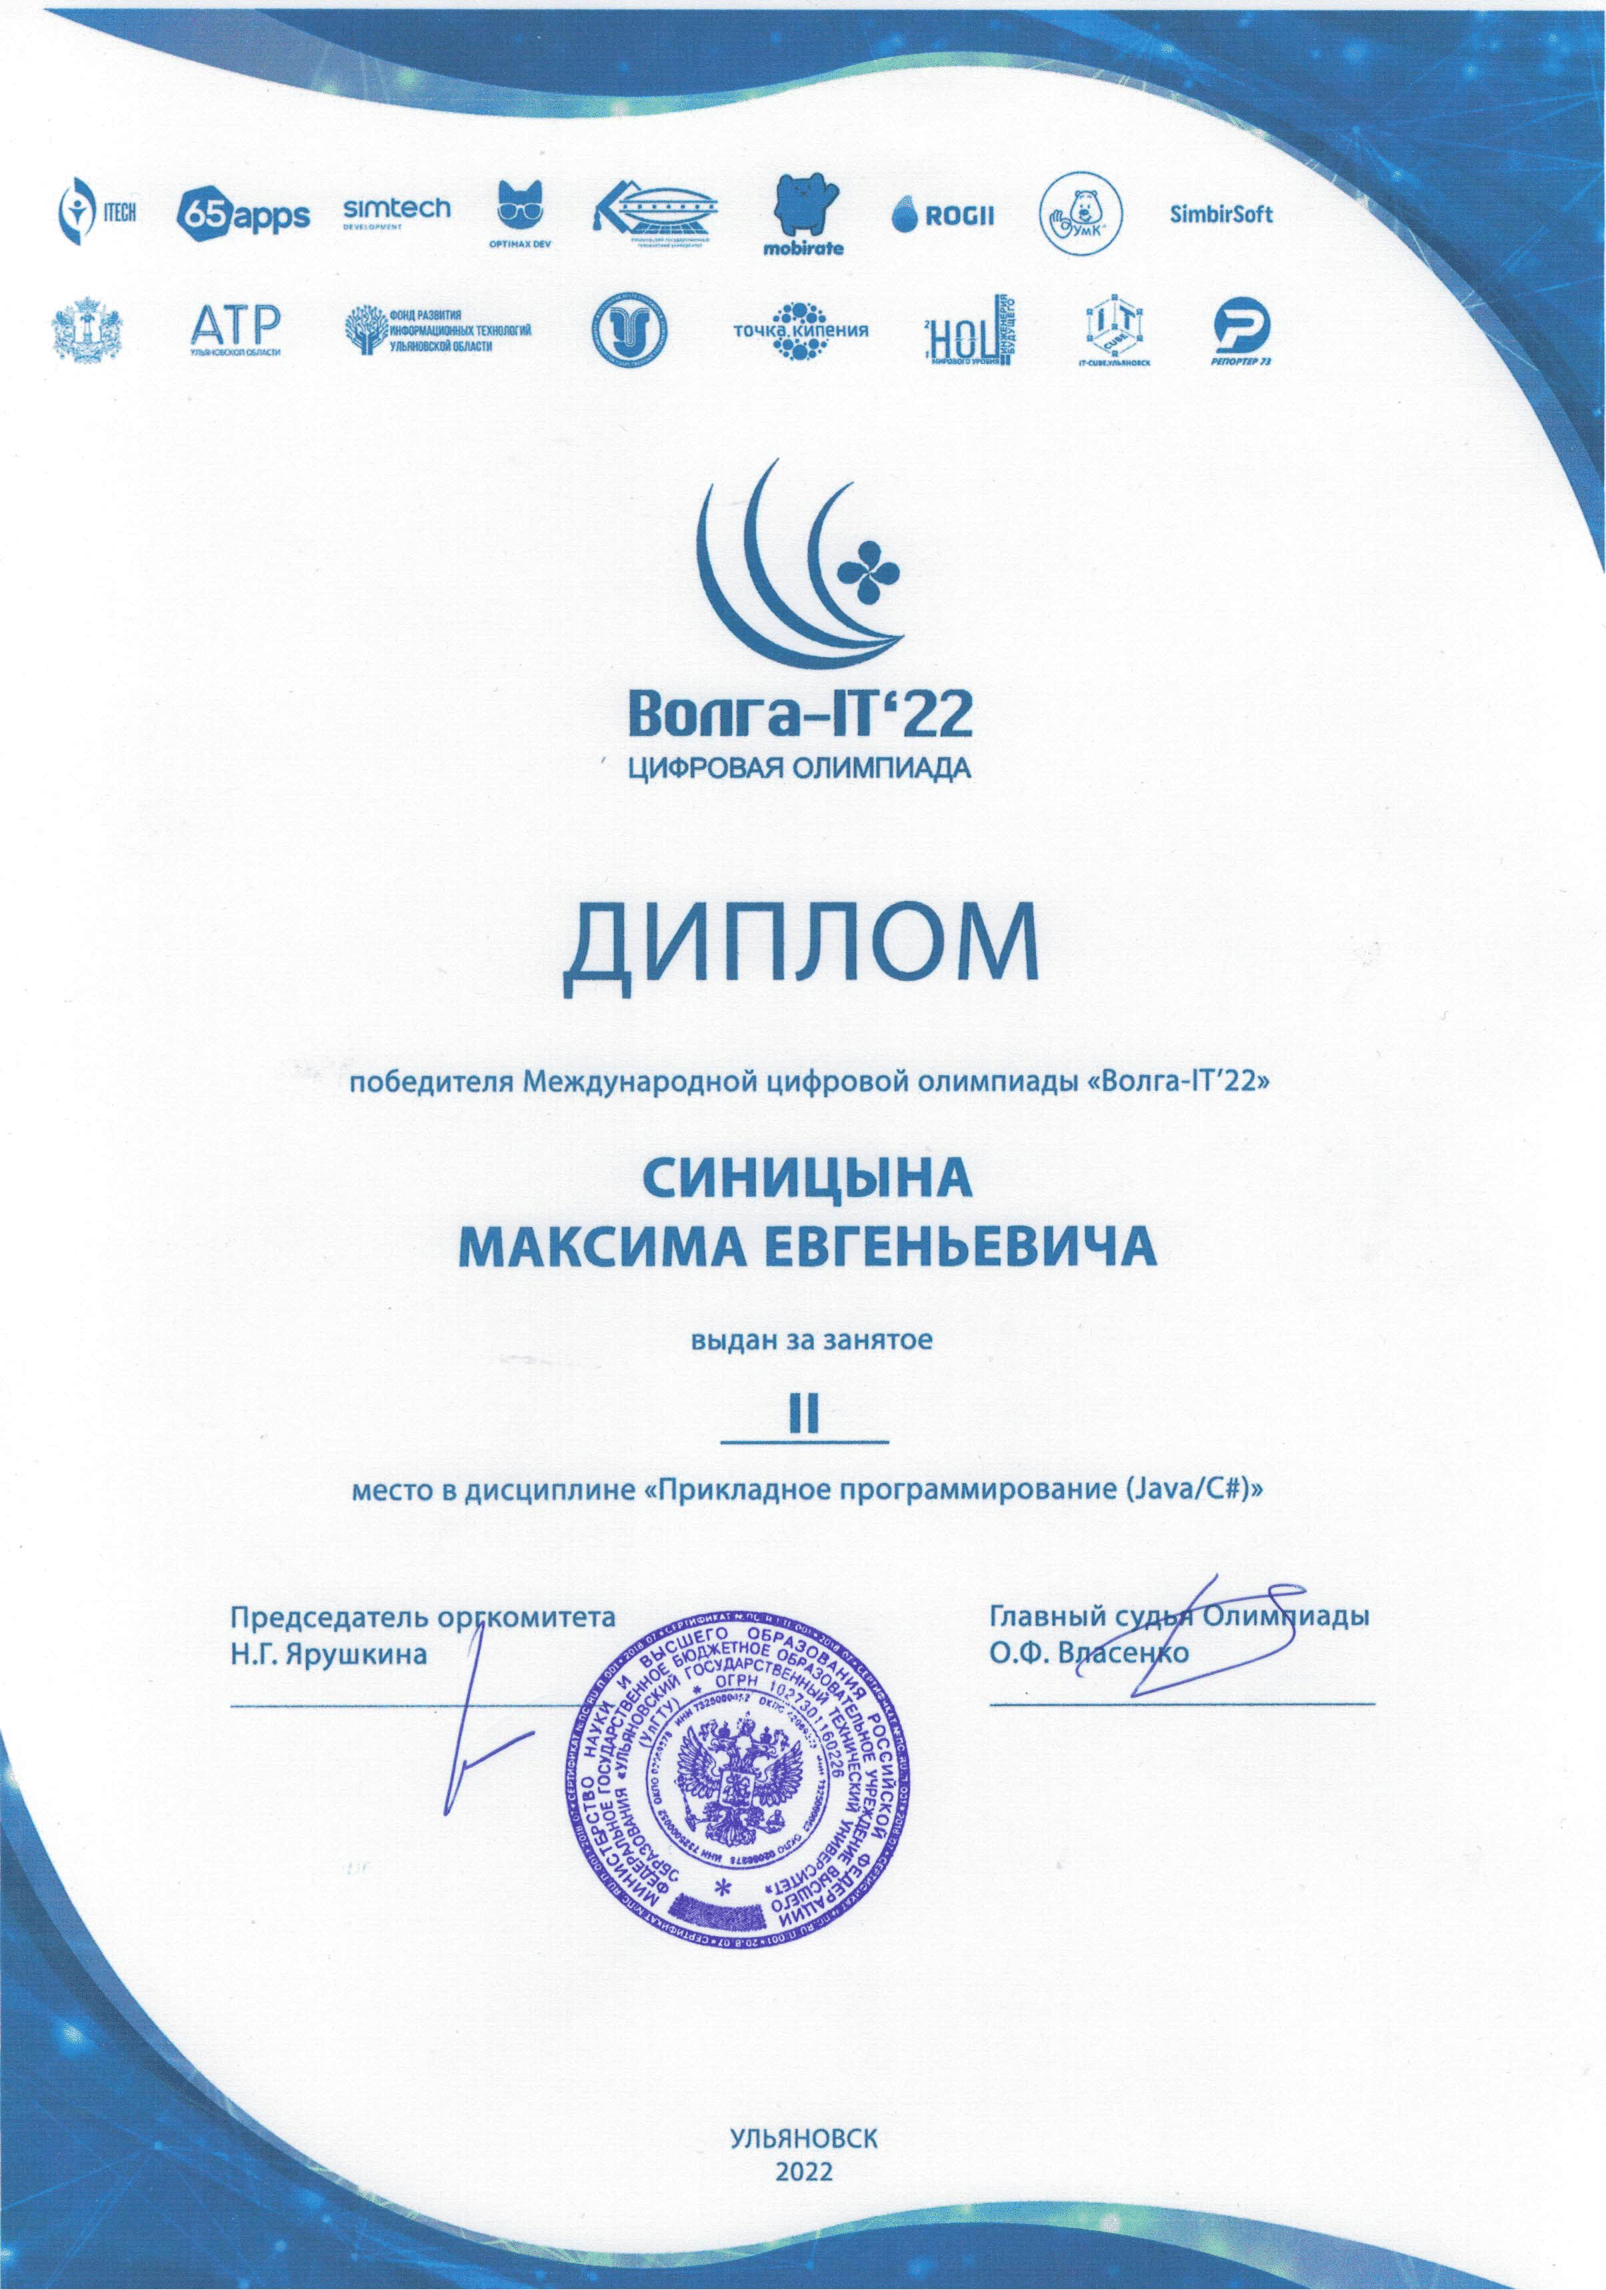 ITECH
65apps
simtech
DEVELOPMENT
OPTIMAX DEV
mobirate
ROGII
УМК
SimbirSoft
АТР
УЛЬЯНОВСКОЙ ОБЛАСТИ
ФОНД РАЗВИТИЯ
ИНФОРМАЦИОННЫХ ТЕХНОЛОГИЙ
УЛЬЯНОВСКОЙ ОБЛАСТИ
точка кипения
НОЦ
МИРОВОГО УРОВНЯ
ИНЖЕНЕРИЯ
БУДУЩЕГО
IT
CUBE
IT-CUBE.УЛЬЯНОВСК
РЕПОРТЕР 73
Волга-IT‘22
ЦИФРОВАЯ ОЛИМПИАДА
ДИПЛОМ
победителя Международной цифровой олимпиады «Волга-IT’22»
СИНИЦЫНА
МАКСИМА ЕВГЕНЬЕВИЧА
выдан за занятое
II
место в дисциплине «Прикладное программирование (Java/C#)»
Председатель оргкомитета
Н.Г. Ярушкина
Главный судья Олимпиады
О.Ф. Власенко
МИНИСТЕРСТВО НАУКИ И ВЫСШЕГО ОБРАЗОВАНИЯ РОССИЙСКОЙ ФЕДЕРАЦИИ
ФЕДЕРАЛЬНОЕ ГОСУДАРСТВЕННОЕ БЮДЖЕТНОЕ ОБРАЗОВАТЕЛЬНОЕ УЧРЕЖДЕНИЕ ВЫСШЕГО
ОБРАЗОВАНИЯ «УЛЬЯНОВСКИЙ ГОСУДАРСТВЕННЫЙ ТЕХНИЧЕСКИЙ УНИВЕРСИТЕТ»
(УлГТУ) * ОГРН 1027301160226
УЛЬЯНОВСК
2022